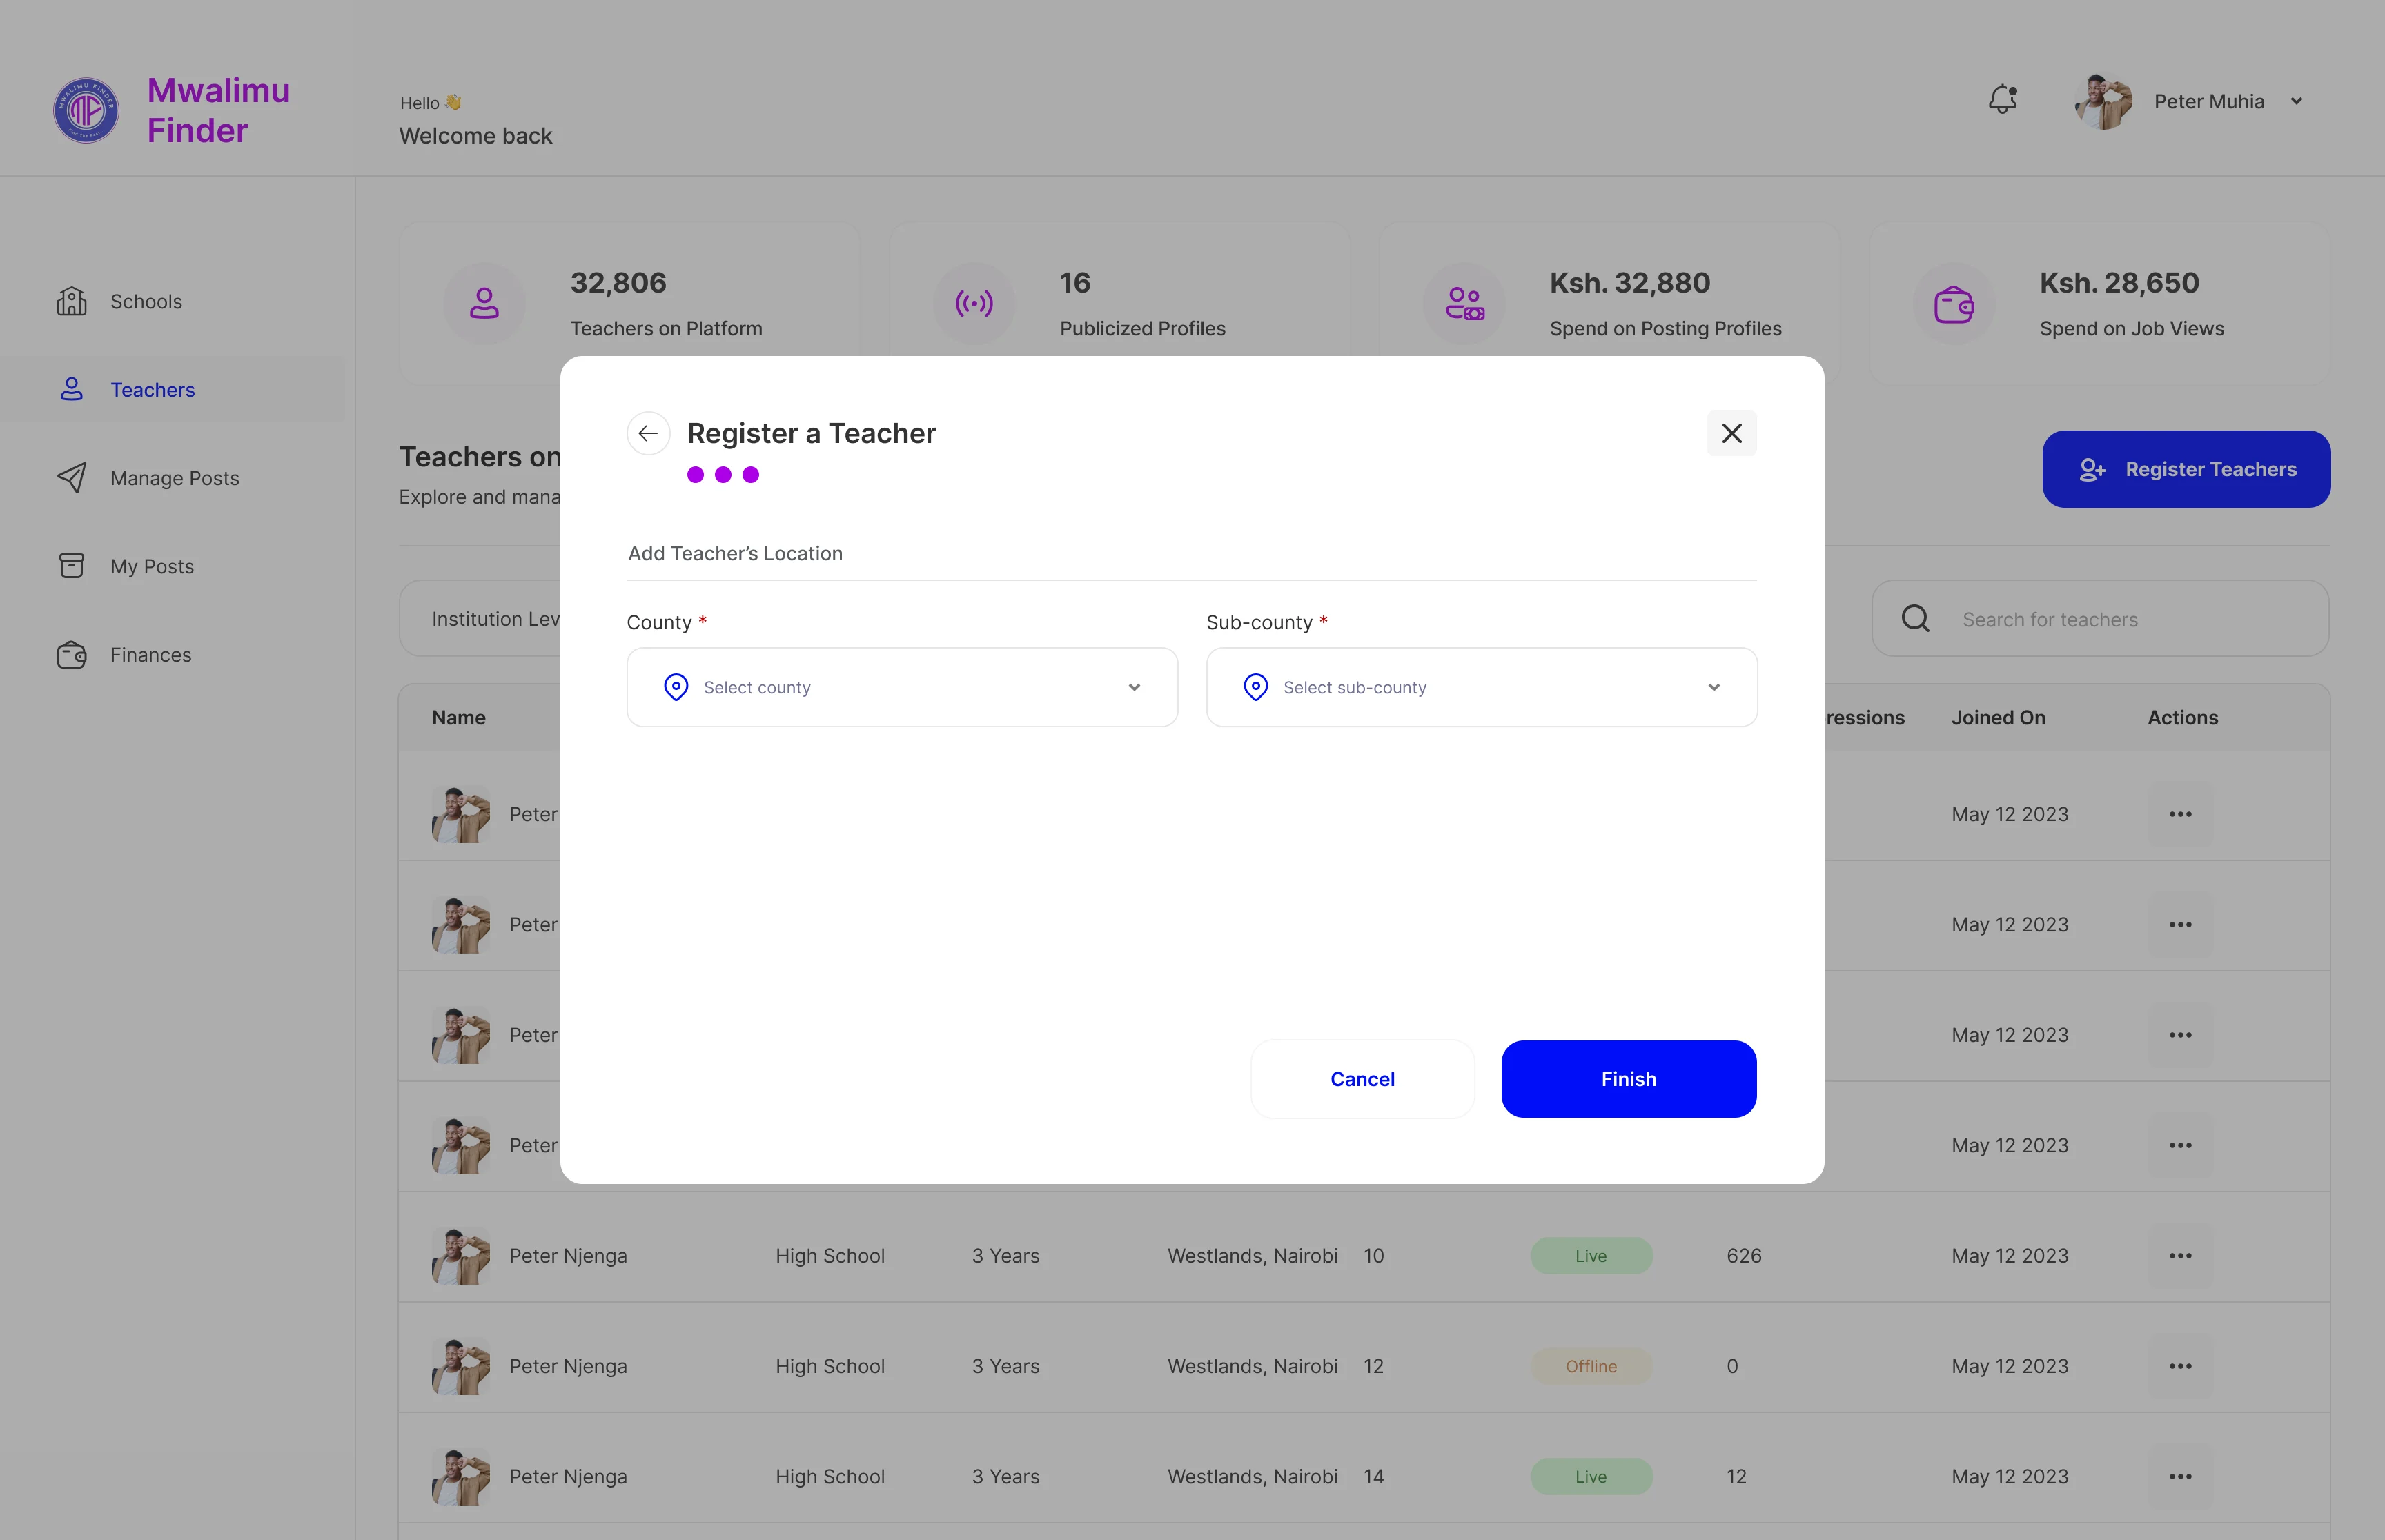 MWALIMU FINDER
Mwalimu
Finder
Hello 👋
Welcome back
Peter Muhia
Schools
Teachers
Manage Posts
My Posts
Finances
32,806
Teachers on Platform
16
Publicized Profiles
Ksh. 32,880
Spend on Posting Profiles
Ksh. 28,650
Spend on Job Views
Teachers on
Explore and mana
Register Teachers
Institution Lev
Search for teachers
Register a Teacher
Add Teacher’s Location
County *
Sub-county *
Select county
Select sub-county
Cancel
Finish
Name
ressions
Joined On
Actions
Peter
May 12 2023
Peter
May 12 2023
Peter
May 12 2023
Peter
May 12 2023
Peter Njenga High School 3 Years Westlands, Nairobi 10 Live 626 May 12 2023
Peter Njenga High School 3 Years Westlands, Nairobi 12 Offline 0 May 12 2023
Peter Njenga High School 3 Years Westlands, Nairobi 14 Live 12 May 12 2023